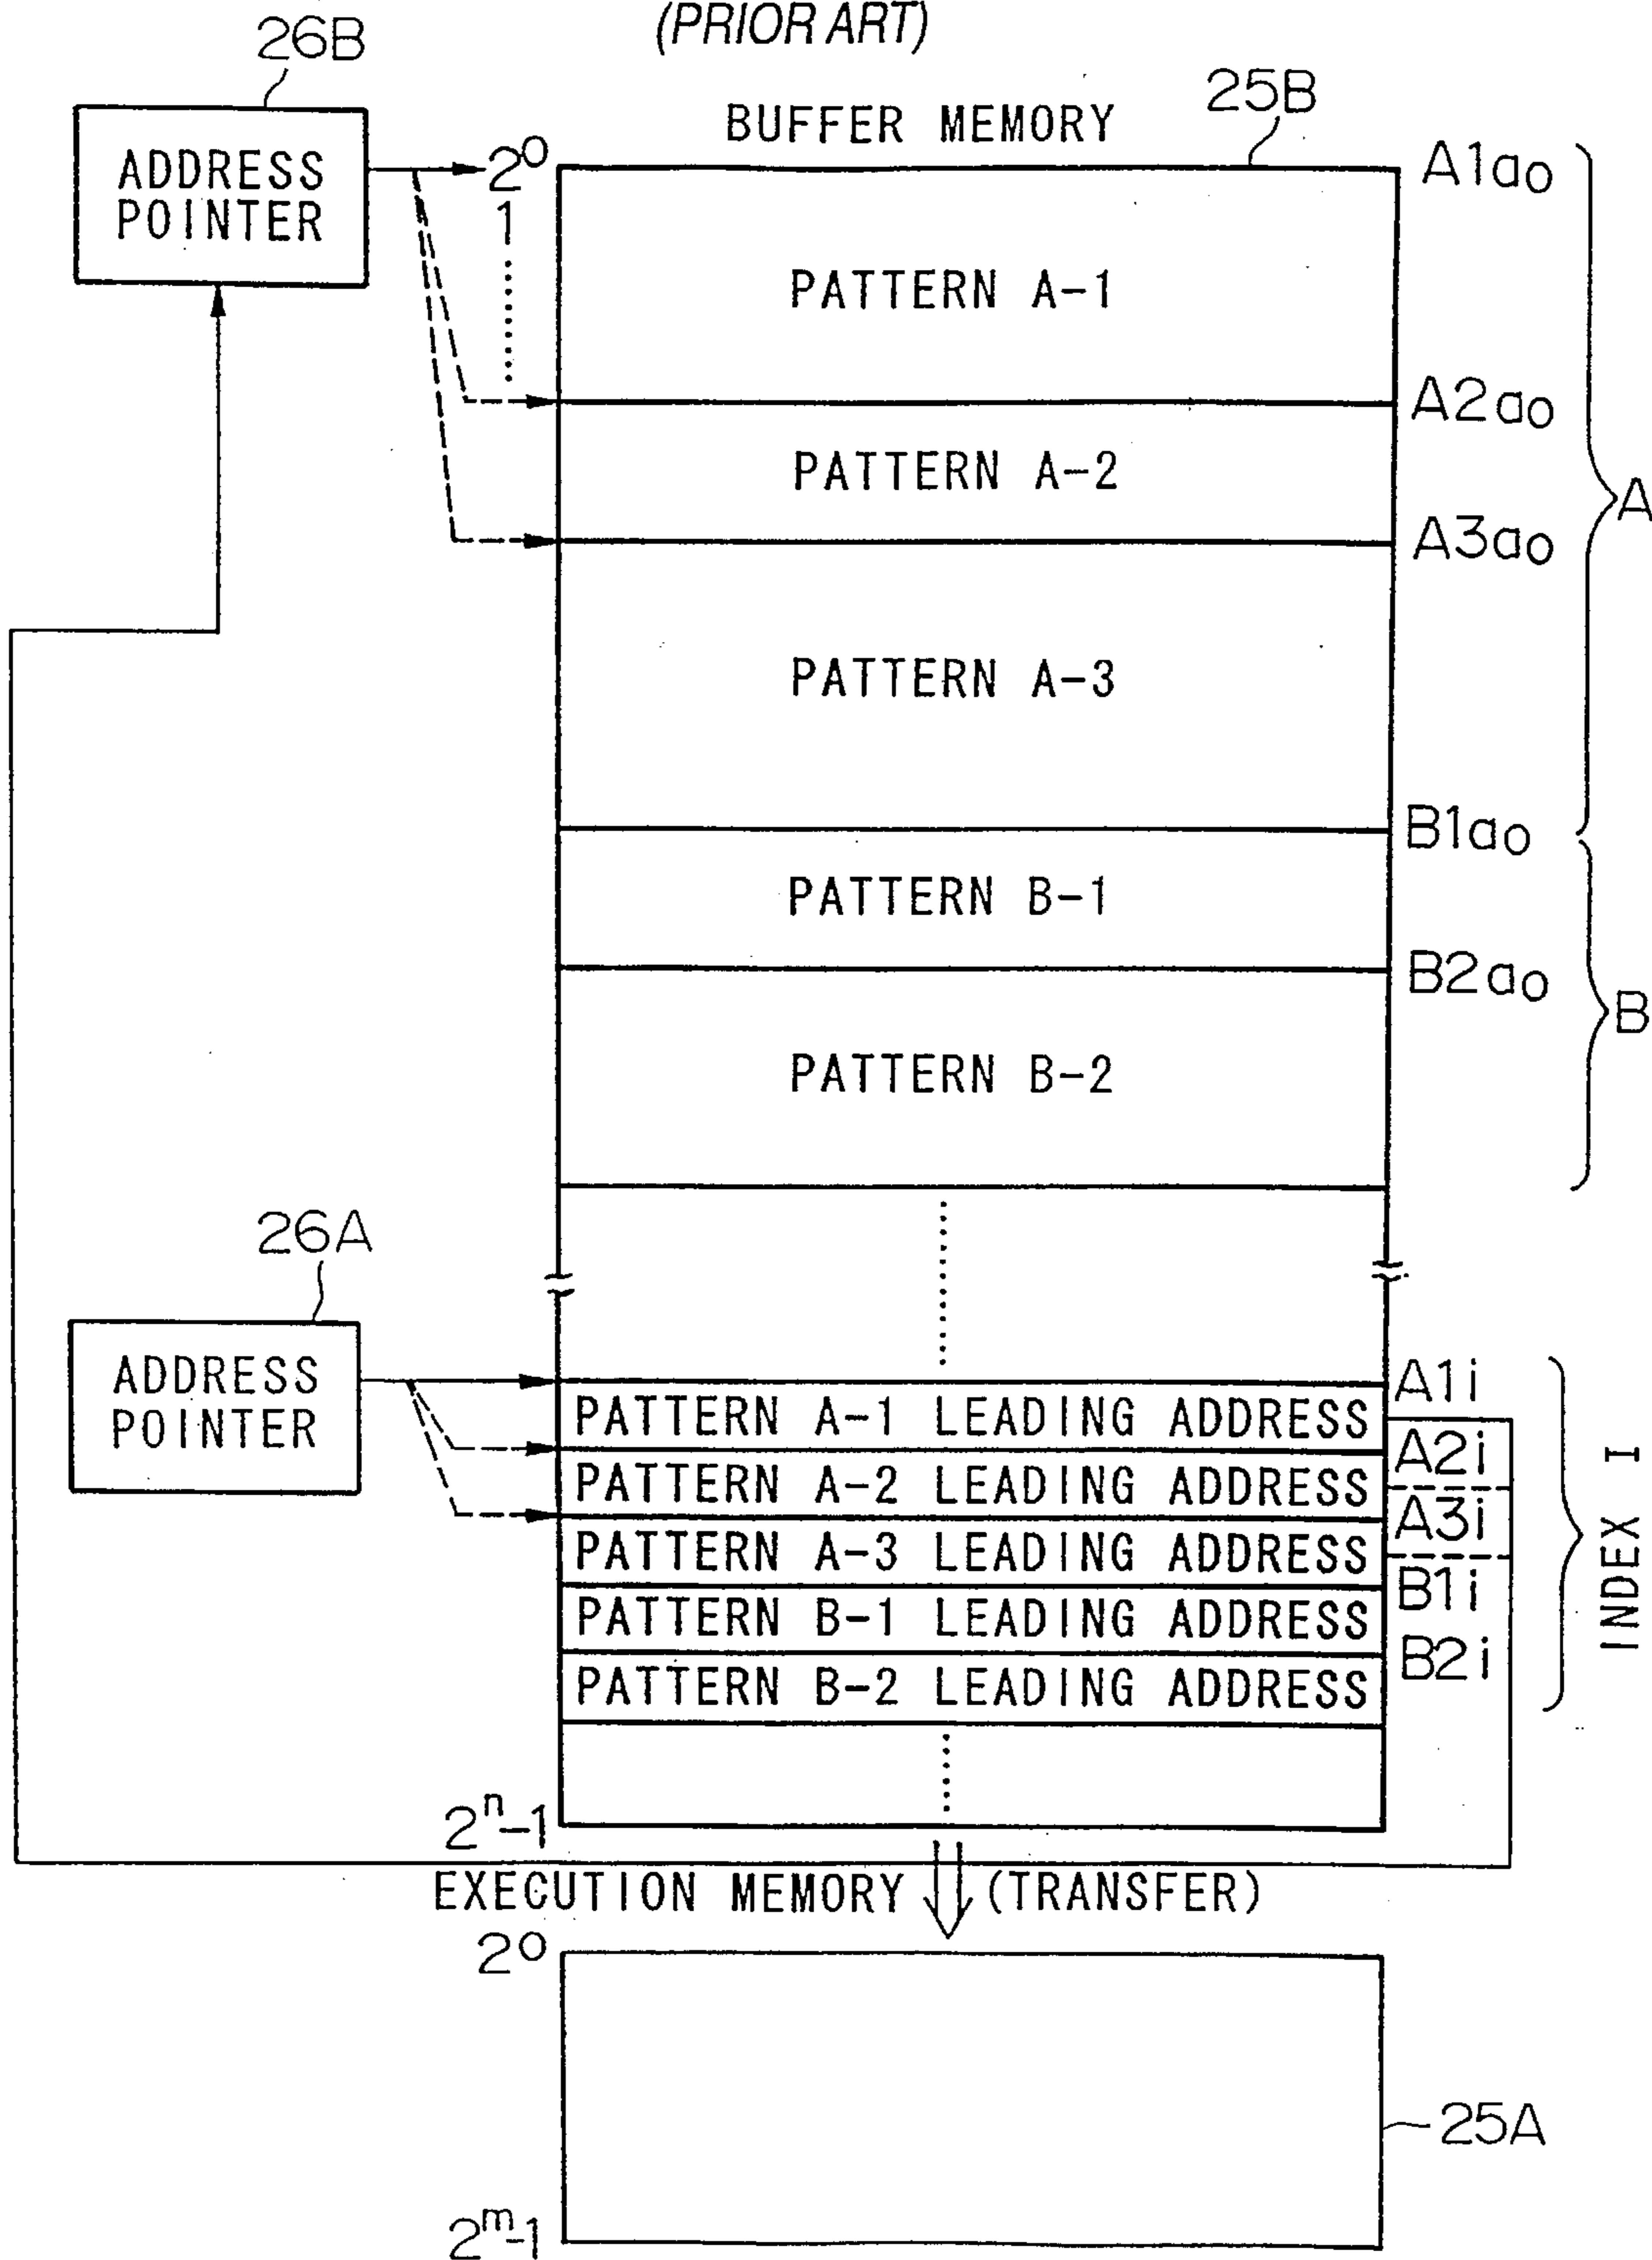 (PRIOR ART)
26B
BUFFER MEMORY
25B
ADDRESS
POINTER
2⁰
1
A1a₀
PATTERN A-1
A2a₀
PATTERN A-2
A
A3a₀
PATTERN A-3
B1a₀
PATTERN B-1
B2a₀
B
PATTERN B-2
26A
ADDRESS
POINTER
A1i
PATTERN A-1 LEADING ADDRESS
A2i
PATTERN A-2 LEADING ADDRESS
A3i
PATTERN A-3 LEADING ADDRESS
B1i
PATTERN B-1 LEADING ADDRESS
B2i
PATTERN B-2 LEADING ADDRESS
INDEX I
2ⁿ-1
EXECUTION MEMORY (TRANSFER)
2⁰
25A
2ᵐ-1